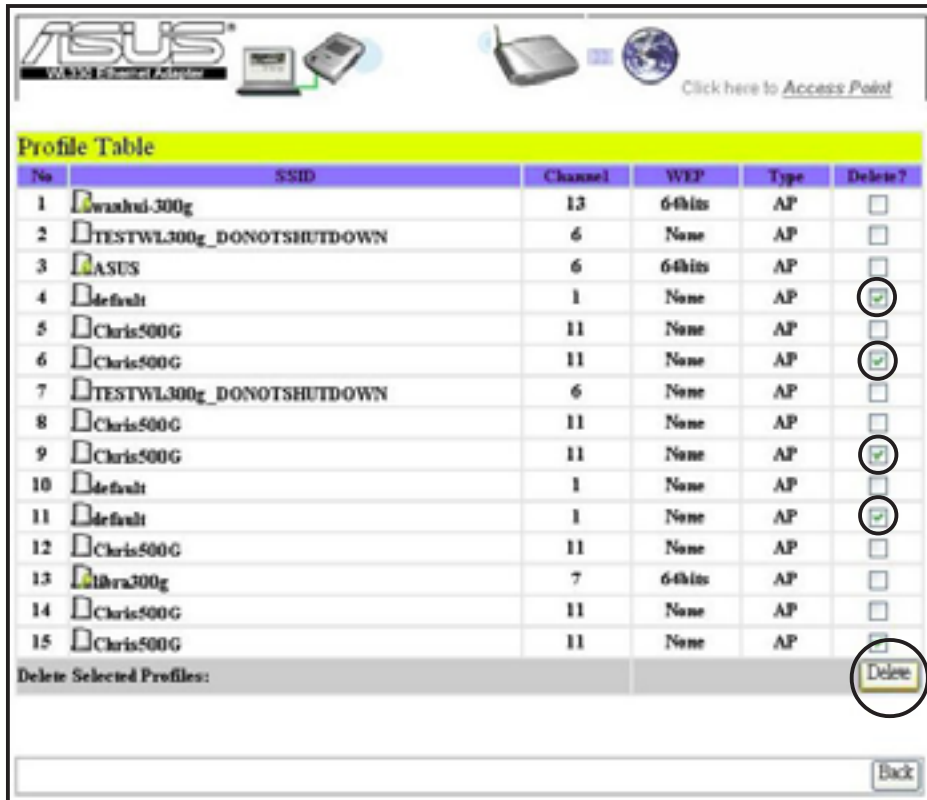 ASUS
WL330 Ethernet Adapter
Click here to Access Point
Profile Table
No SSID Channel WEP Type Delete?
1 wanhui-300g 13 64bits AP
2 TESTWL300g_DONOTSHUTDOWN 6 None AP
3 ASUS 6 64bits AP
4 default 1 None AP
5 Chris500G 11 None AP
6 Chris500G 11 None AP
7 TESTWL300g_DONOTSHUTDOWN 6 None AP
8 Chris500G 11 None AP
9 Chris500G 11 None AP
10 default 1 None AP
11 default 1 None AP
12 Chris500G 11 None AP
13 libra300g 7 64bits AP
14 Chris500G 11 None AP
15 Chris500G 11 None AP
Delete Selected Profiles: Delete
Back